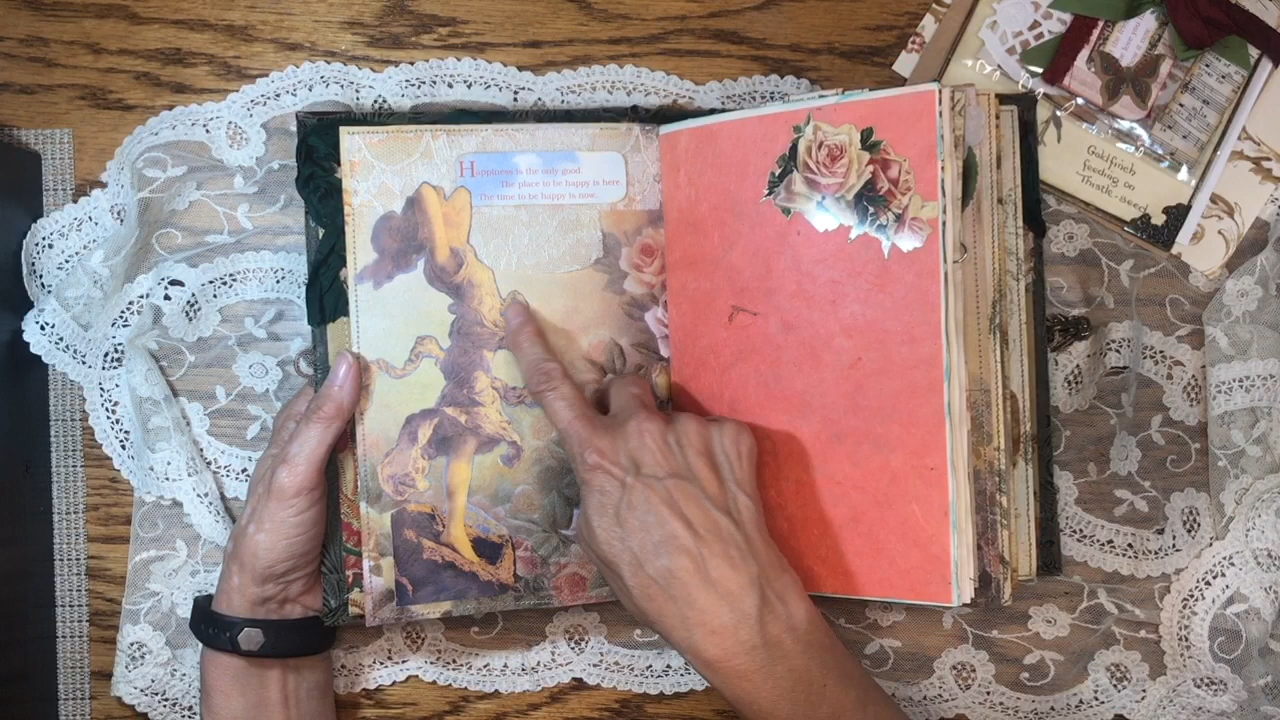 Happiness is the only good.
The place to be happy is here.
The time to be happy is now.
Goldfinch
feeding on
Thistle-seed